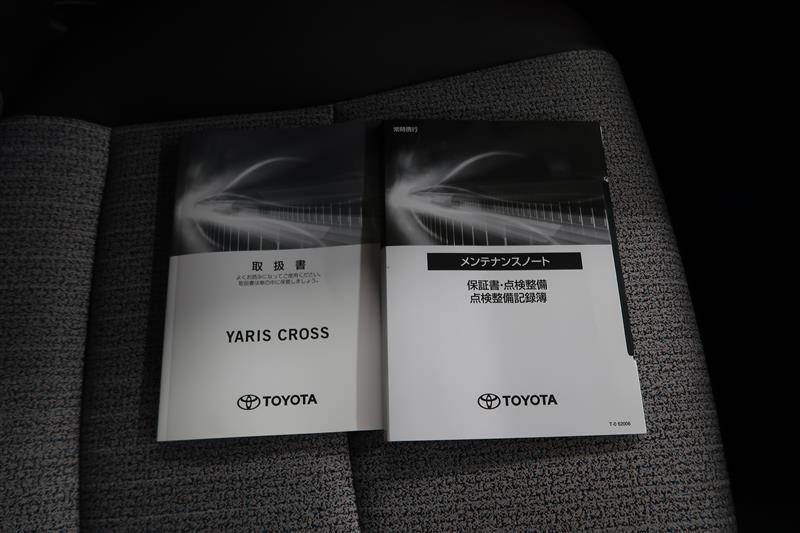 取扱書
よくお読みになってご使用ください。
取扱書は車の中に保管しましょう。
YARIS CROSS
TOYOTA
常時携行
メンテナンスノート
保証書・点検整備
点検整備記録簿
TOYOTA
T-0 62006